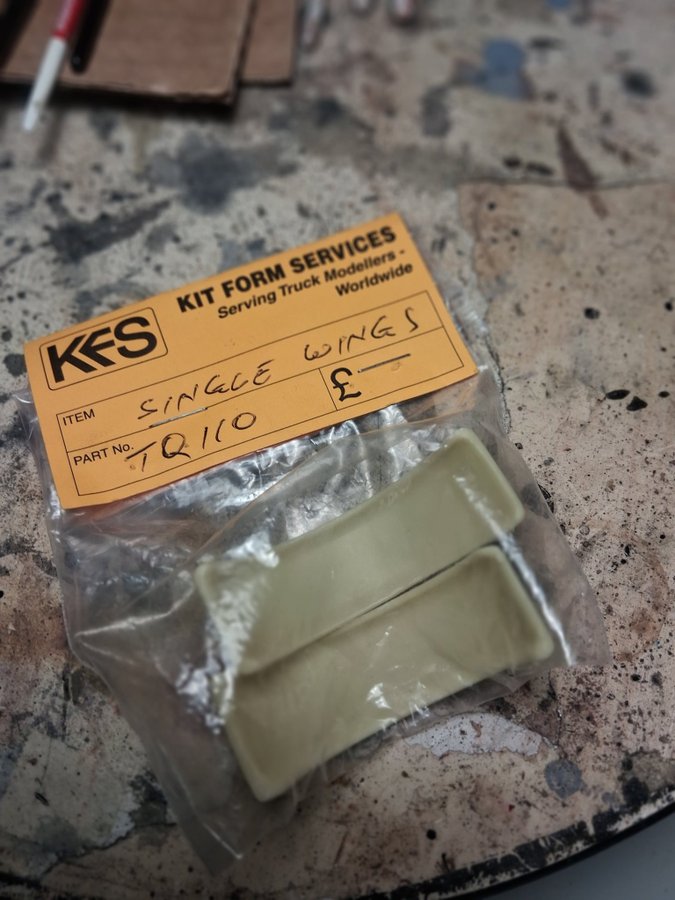 KFS
KIT FORM SERVICES
Serving Truck Modellers -
Worldwide
ITEM SINGLE WINGS
PART No. TQ110 £